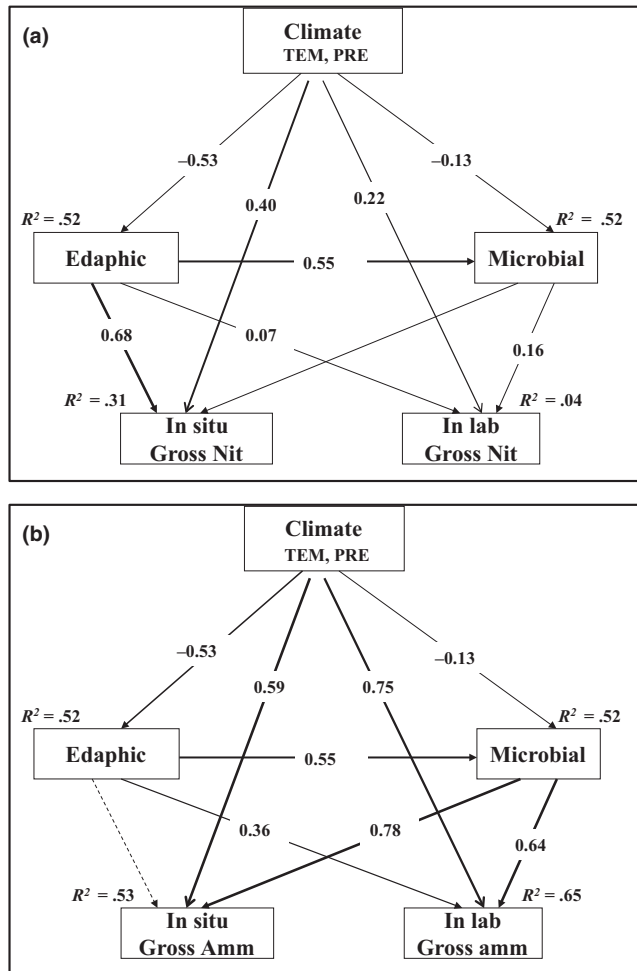 (a)
Climate
TEM, PRE
–0.53
–0.13
0.40
0.22
R² = .52
R² = .52
Edaphic
0.55
Microbial
0.68
0.07
0.16
R² = .31
R² = .04
In situ
Gross Nit
In lab
Gross Nit
(b)
Climate
TEM, PRE
–0.53
–0.13
0.59
0.75
R² = .52
R² = .52
Edaphic
0.55
Microbial
0.36
0.78
0.64
R² = .53
R² = .65
In situ
Gross Amm
In lab
Gross amm